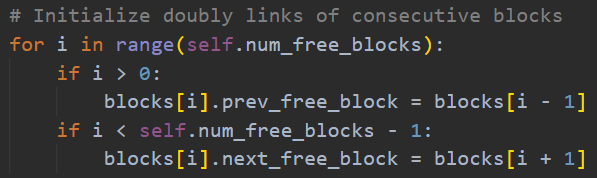 # Initialize doubly links of consecutive blocks
for i in range(self.num_free_blocks):
    if i > 0:
        blocks[i].prev_free_block = blocks[i - 1]
    if i < self.num_free_blocks - 1:
        blocks[i].next_free_block = blocks[i + 1]